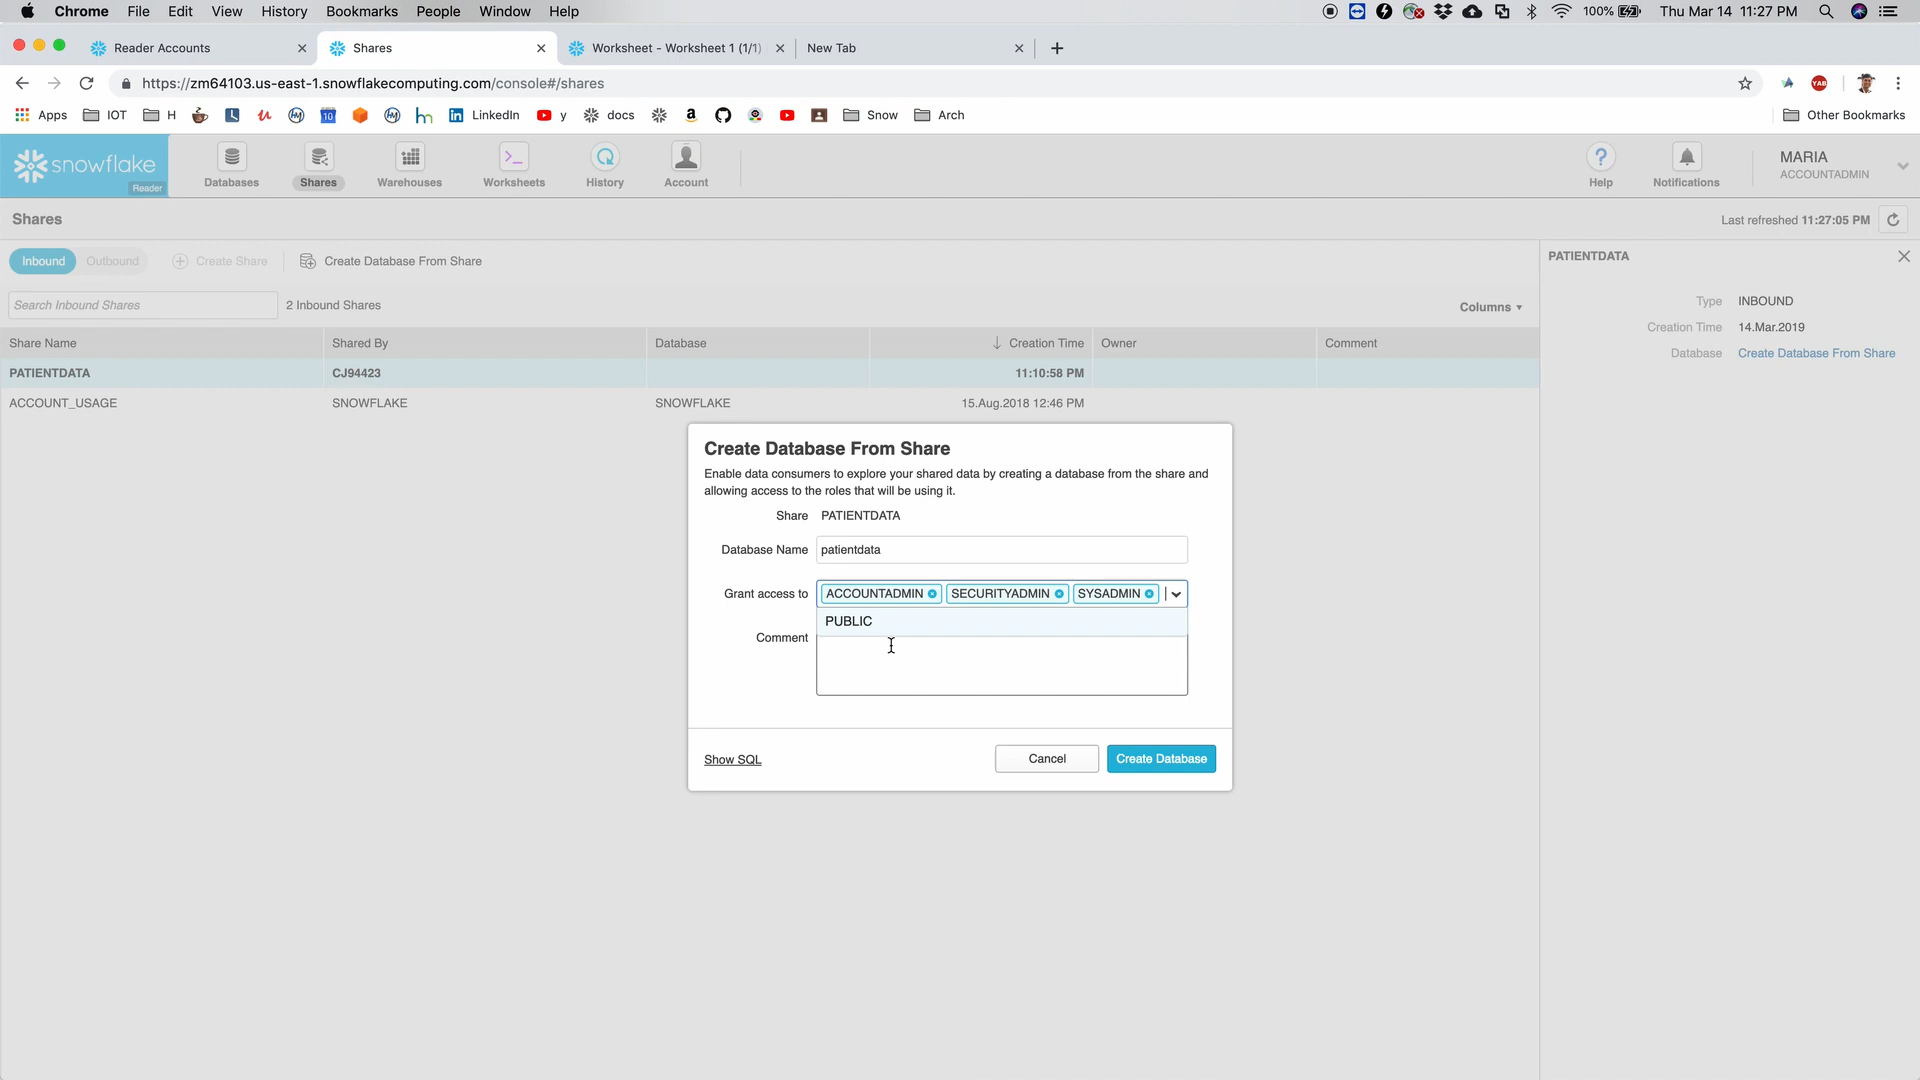 Chrome File Edit View History Bookmarks People Window Help 100% Thu Mar 14 11:27 PM
Reader Accounts Shares Worksheet - Worksheet 1 (1/1) New Tab
https://zm64103.us-east-1.snowflakecomputing.com/console#/shares
Apps IOT H 10 LinkedIn y docs Snow Arch Other Bookmarks
snowflake Reader
Databases Shares Warehouses Worksheets History Account Help Notifications
MARIA
ACCOUNTADMIN
Shares Last refreshed 11:27:05 PM
Inbound Outbound Create Share Create Database From Share
Search Inbound Shares 2 Inbound Shares Columns
Share Name Shared By Database Creation Time Owner Comment
PATIENTDATA CJ94423 11:10:58 PM
ACCOUNT_USAGE SNOWFLAKE SNOWFLAKE 15.Aug.2018 12:46 PM
PATIENTDATA
Type INBOUND
Creation Time 14.Mar.2019
Database Create Database From Share
Create Database From Share
Enable data consumers to explore your shared data by creating a database from the share and
allowing access to the roles that will be using it.
Share PATIENTDATA
Database Name patientdata
Grant access to ACCOUNTADMIN SECURITYADMIN SYSADMIN
PUBLIC
Comment
Show SQL Cancel Create Database